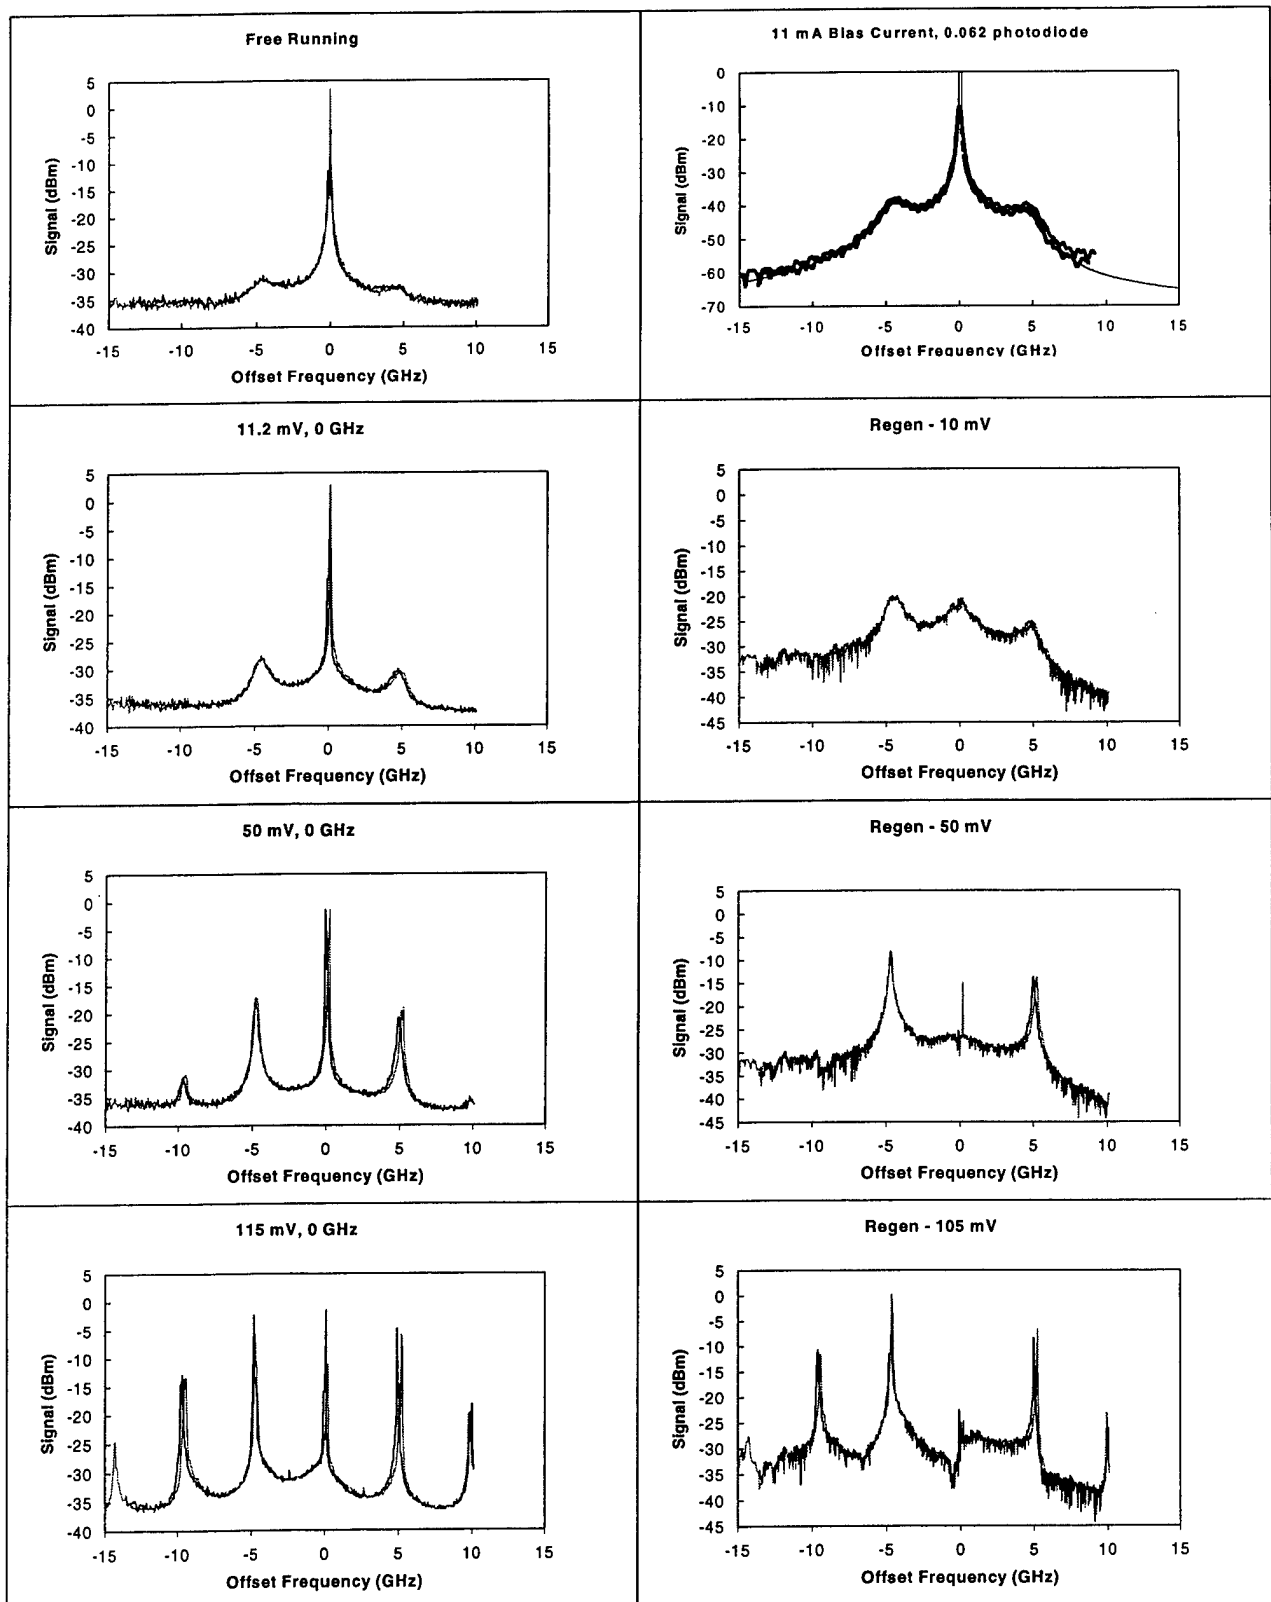 Free Running
5
0
-5
-10
-15
-20
-25
-30
-35
-40
Signal (dBm)
-15 -10 -5 0 5 10 15
Offset Frequency (GHz)
11 mA Bias Current, 0.062 photodiode
0
-10
-20
-30
-40
-50
-60
-70
Signal (dBm)
-15 -10 -5 0 5 10 15
Offset Frequency (GHz)
11.2 mV, 0 GHz
5
0
-5
-10
-15
-20
-25
-30
-35
-40
Signal (dBm)
-15 -10 -5 0 5 10 15
Offset Frequency (GHz)
Regen - 10 mV
5
0
-5
-10
-15
-20
-25
-30
-35
-40
-45
Signal (dBm)
-15 -10 -5 0 5 10 15
Offset Frequency (GHz)
50 mV, 0 GHz
5
0
-5
-10
-15
-20
-25
-30
-35
-40
Signal (dBm)
-15 -10 -5 0 5 10 15
Offset Frequency (GHz)
Regen - 50 mV
5
0
-5
-10
-15
-20
-25
-30
-35
-40
-45
Signal (dBm)
-15 -10 -5 0 5 10 15
Offset Frequency (GHz)
115 mV, 0 GHz
5
0
-5
-10
-15
-20
-25
-30
-35
-40
Signal (dBm)
-15 -10 -5 0 5 10 15
Offset Frequency (GHz)
Regen - 105 mV
5
0
-5
-10
-15
-20
-25
-30
-35
-40
-45
Signal (dBm)
-15 -10 -5 0 5 10 15
Offset Frequency (GHz)